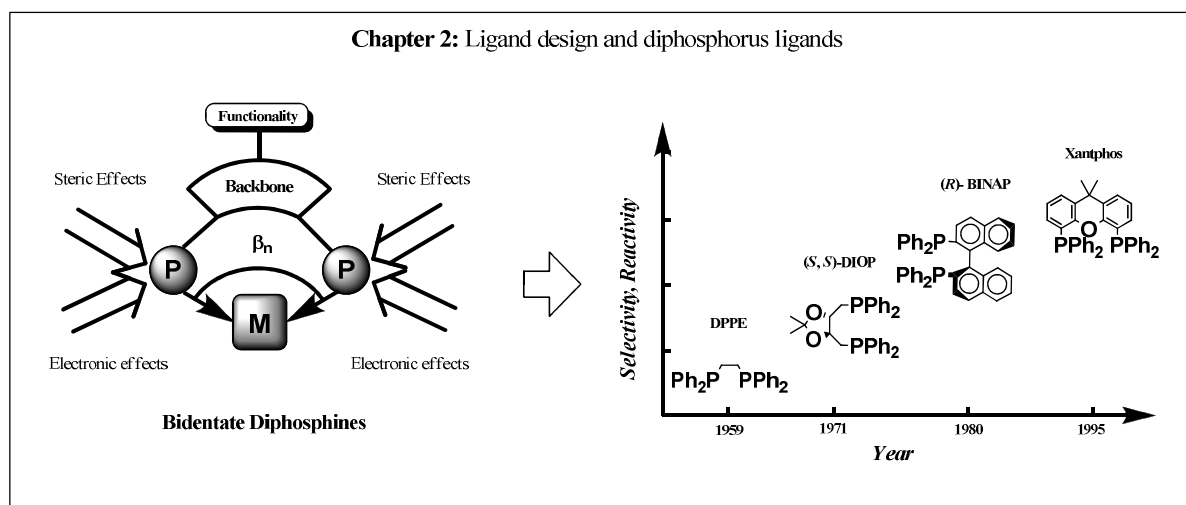 Chapter 2: Ligand design and diphosphorus ligands
Functionality
Steric Effects
Backbone
Steric Effects
βn
P
P
M
Electronic effects
Electronic effects
Bidentate Diphosphines
Selectivity, Reactivity
DPPE
Ph2P PPh2
(S, S)-DIOP
O
O
PPh2
PPh2
(R)- BINAP
Ph2P
Ph2P
Xantphos
O
PPh2 PPh2
1959 1971 1980 1995
Year